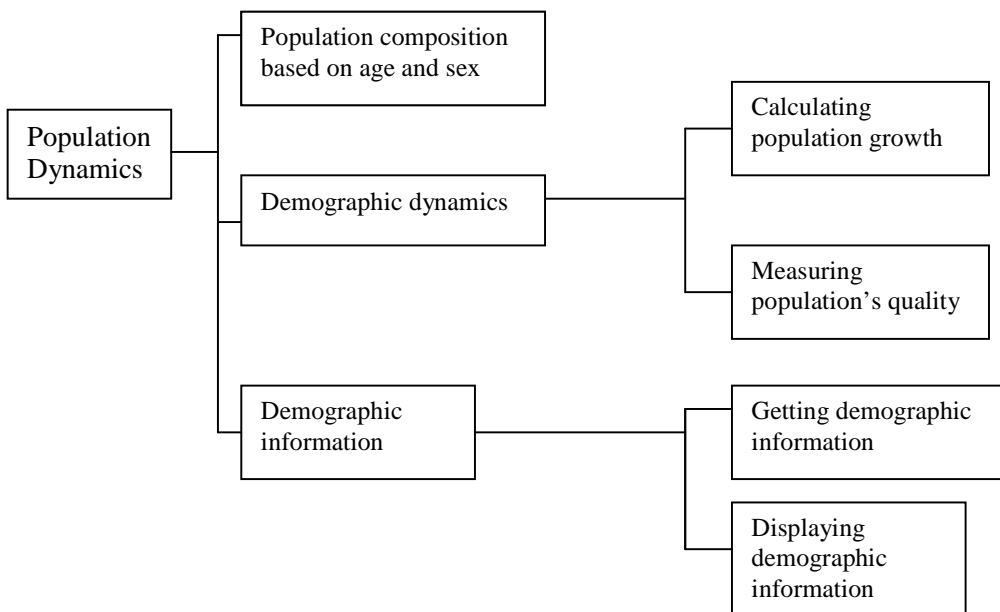 Population
Dynamics
Population composition
based on age and sex
Demographic dynamics
Calculating
population growth
Measuring
population’s quality
Demographic
information
Getting demographic
information
Displaying
demographic
information